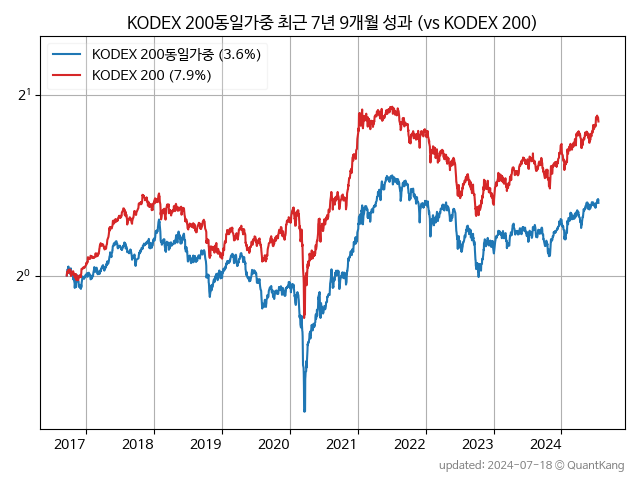 KODEX 200동일가중 최근 7년 9개월 성과 (vs KODEX 200)
KODEX 200동일가중 (3.6%)
KODEX 200 (7.9%)
2¹
2⁰
2017 2018 2019 2020 2021 2022 2023 2024
updated: 2024-07-18 © QuantKang